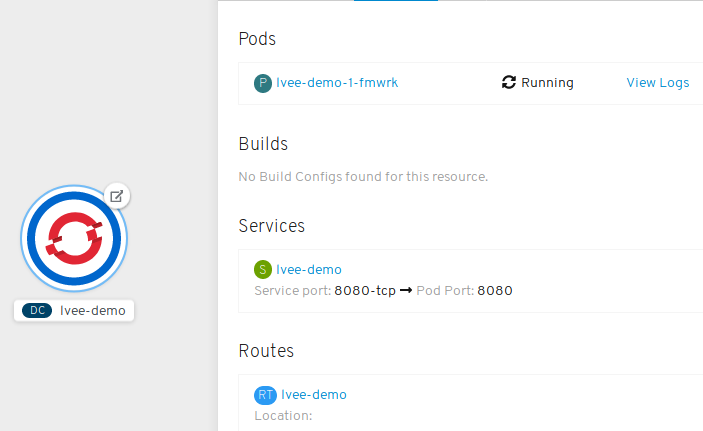 Pods
P lvee-demo-1-fmwrk Running View Logs
Builds
No Build Configs found for this resource.
Services
S lvee-demo
Service port: 8080-tcp → Pod Port: 8080
DC lvee-demo
Routes
RT lvee-demo
Location: